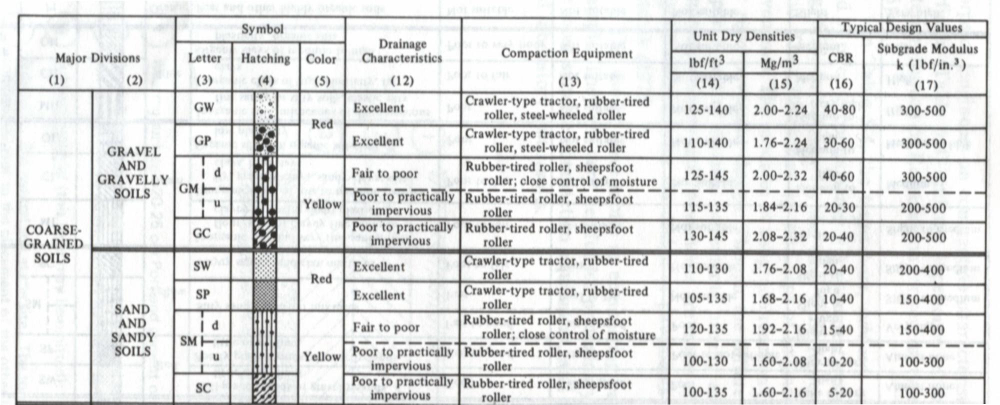 Major Divisions
Symbol
Drainage
Characteristics
Compaction Equipment
Unit Dry Densities
Typical Design Values
Letter Hatching Color
lbf/ft³ Mg/m³ CBR
Subgrade Modulus
k (lbf/in.³)
(1) (2) (3) (4) (5) (12) (13) (14) (15) (16) (17)
COARSE-
GRAINED
SOILS
GRAVEL
AND
GRAVELLY
SOILS
GW Red Excellent Crawler-type tractor, rubber-tired
roller, steel-wheeled roller 125-140 2.00–2.24 40-80 300-500
GP Excellent Crawler-type tractor, rubber-tired
roller, steel-wheeled roller 110-140 1.76–2.24 30-60 300-500
GM d Yellow Fair to poor Rubber-tired roller, sheepsfoot
roller; close control of moisture 125-145 2.00–2.32 40-60 300-500
u Poor to practically
impervious Rubber-tired roller, sheepsfoot
roller 115-135 1.84–2.16 20-30 200-500
GC Poor to practically
impervious Rubber-tired roller, sheepsfoot
roller 130-145 2.08–2.32 20-40 200-500
SAND
AND
SANDY
SOILS
SW Red Excellent Crawler-type tractor, rubber-tired
roller 110-130 1.76–2.08 20-40 200-400
SP Excellent Crawler-type tractor, rubber-tired
roller 105-135 1.68–2.16 10-40 150-400
SM d Yellow Fair to poor Rubber-tired roller, sheepsfoot
roller; close control of moisture 120-135 1.92–2.16 15-40 150-400
u Poor to practically
impervious Rubber-tired roller, sheepsfoot
roller 100-130 1.60–2.08 10-20 100-300
SC Poor to practically
impervious Rubber-tired roller, sheepsfoot
roller 100-135 1.60–2.16 5-20 100-300